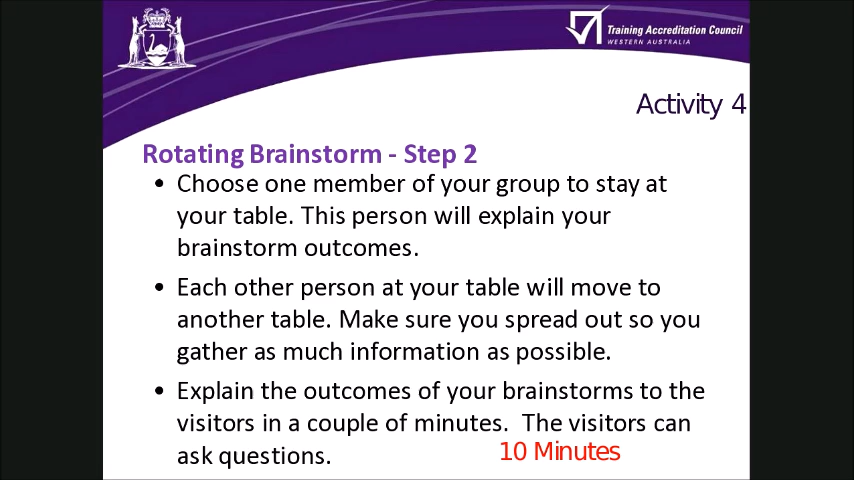 Training Accreditation Council
WESTERN AUSTRALIA
Activity 4
Rotating Brainstorm - Step 2
• Choose one member of your group to stay at
your table. This person will explain your
brainstorm outcomes.
• Each other person at your table will move to
another table. Make sure you spread out so you
gather as much information as possible.
• Explain the outcomes of your brainstorms to the
visitors in a couple of minutes.  The visitors can
ask questions.
10 Minutes